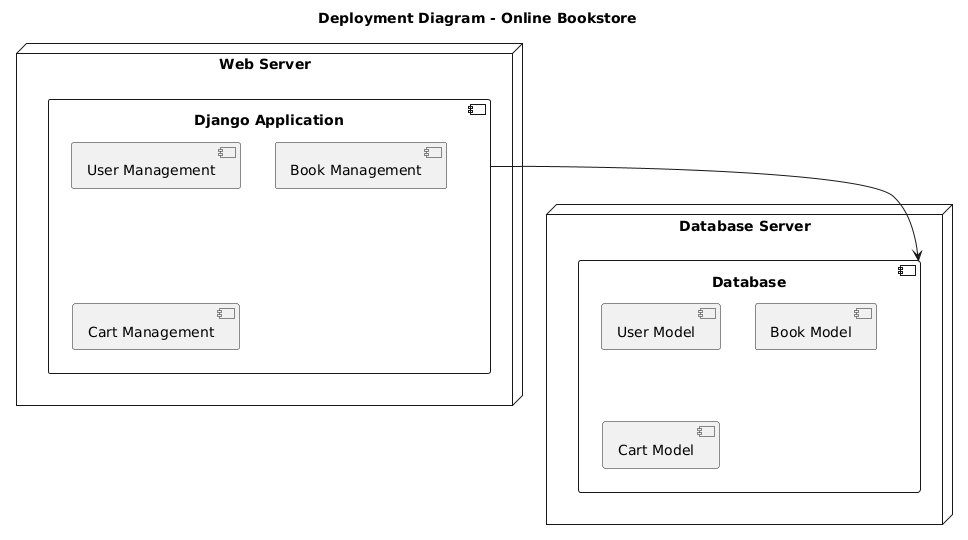 Deployment Diagram - Online Bookstore
Web Server
Django Application
User Management
Book Management
Cart Management
Database Server
Database
User Model
Book Model
Cart Model